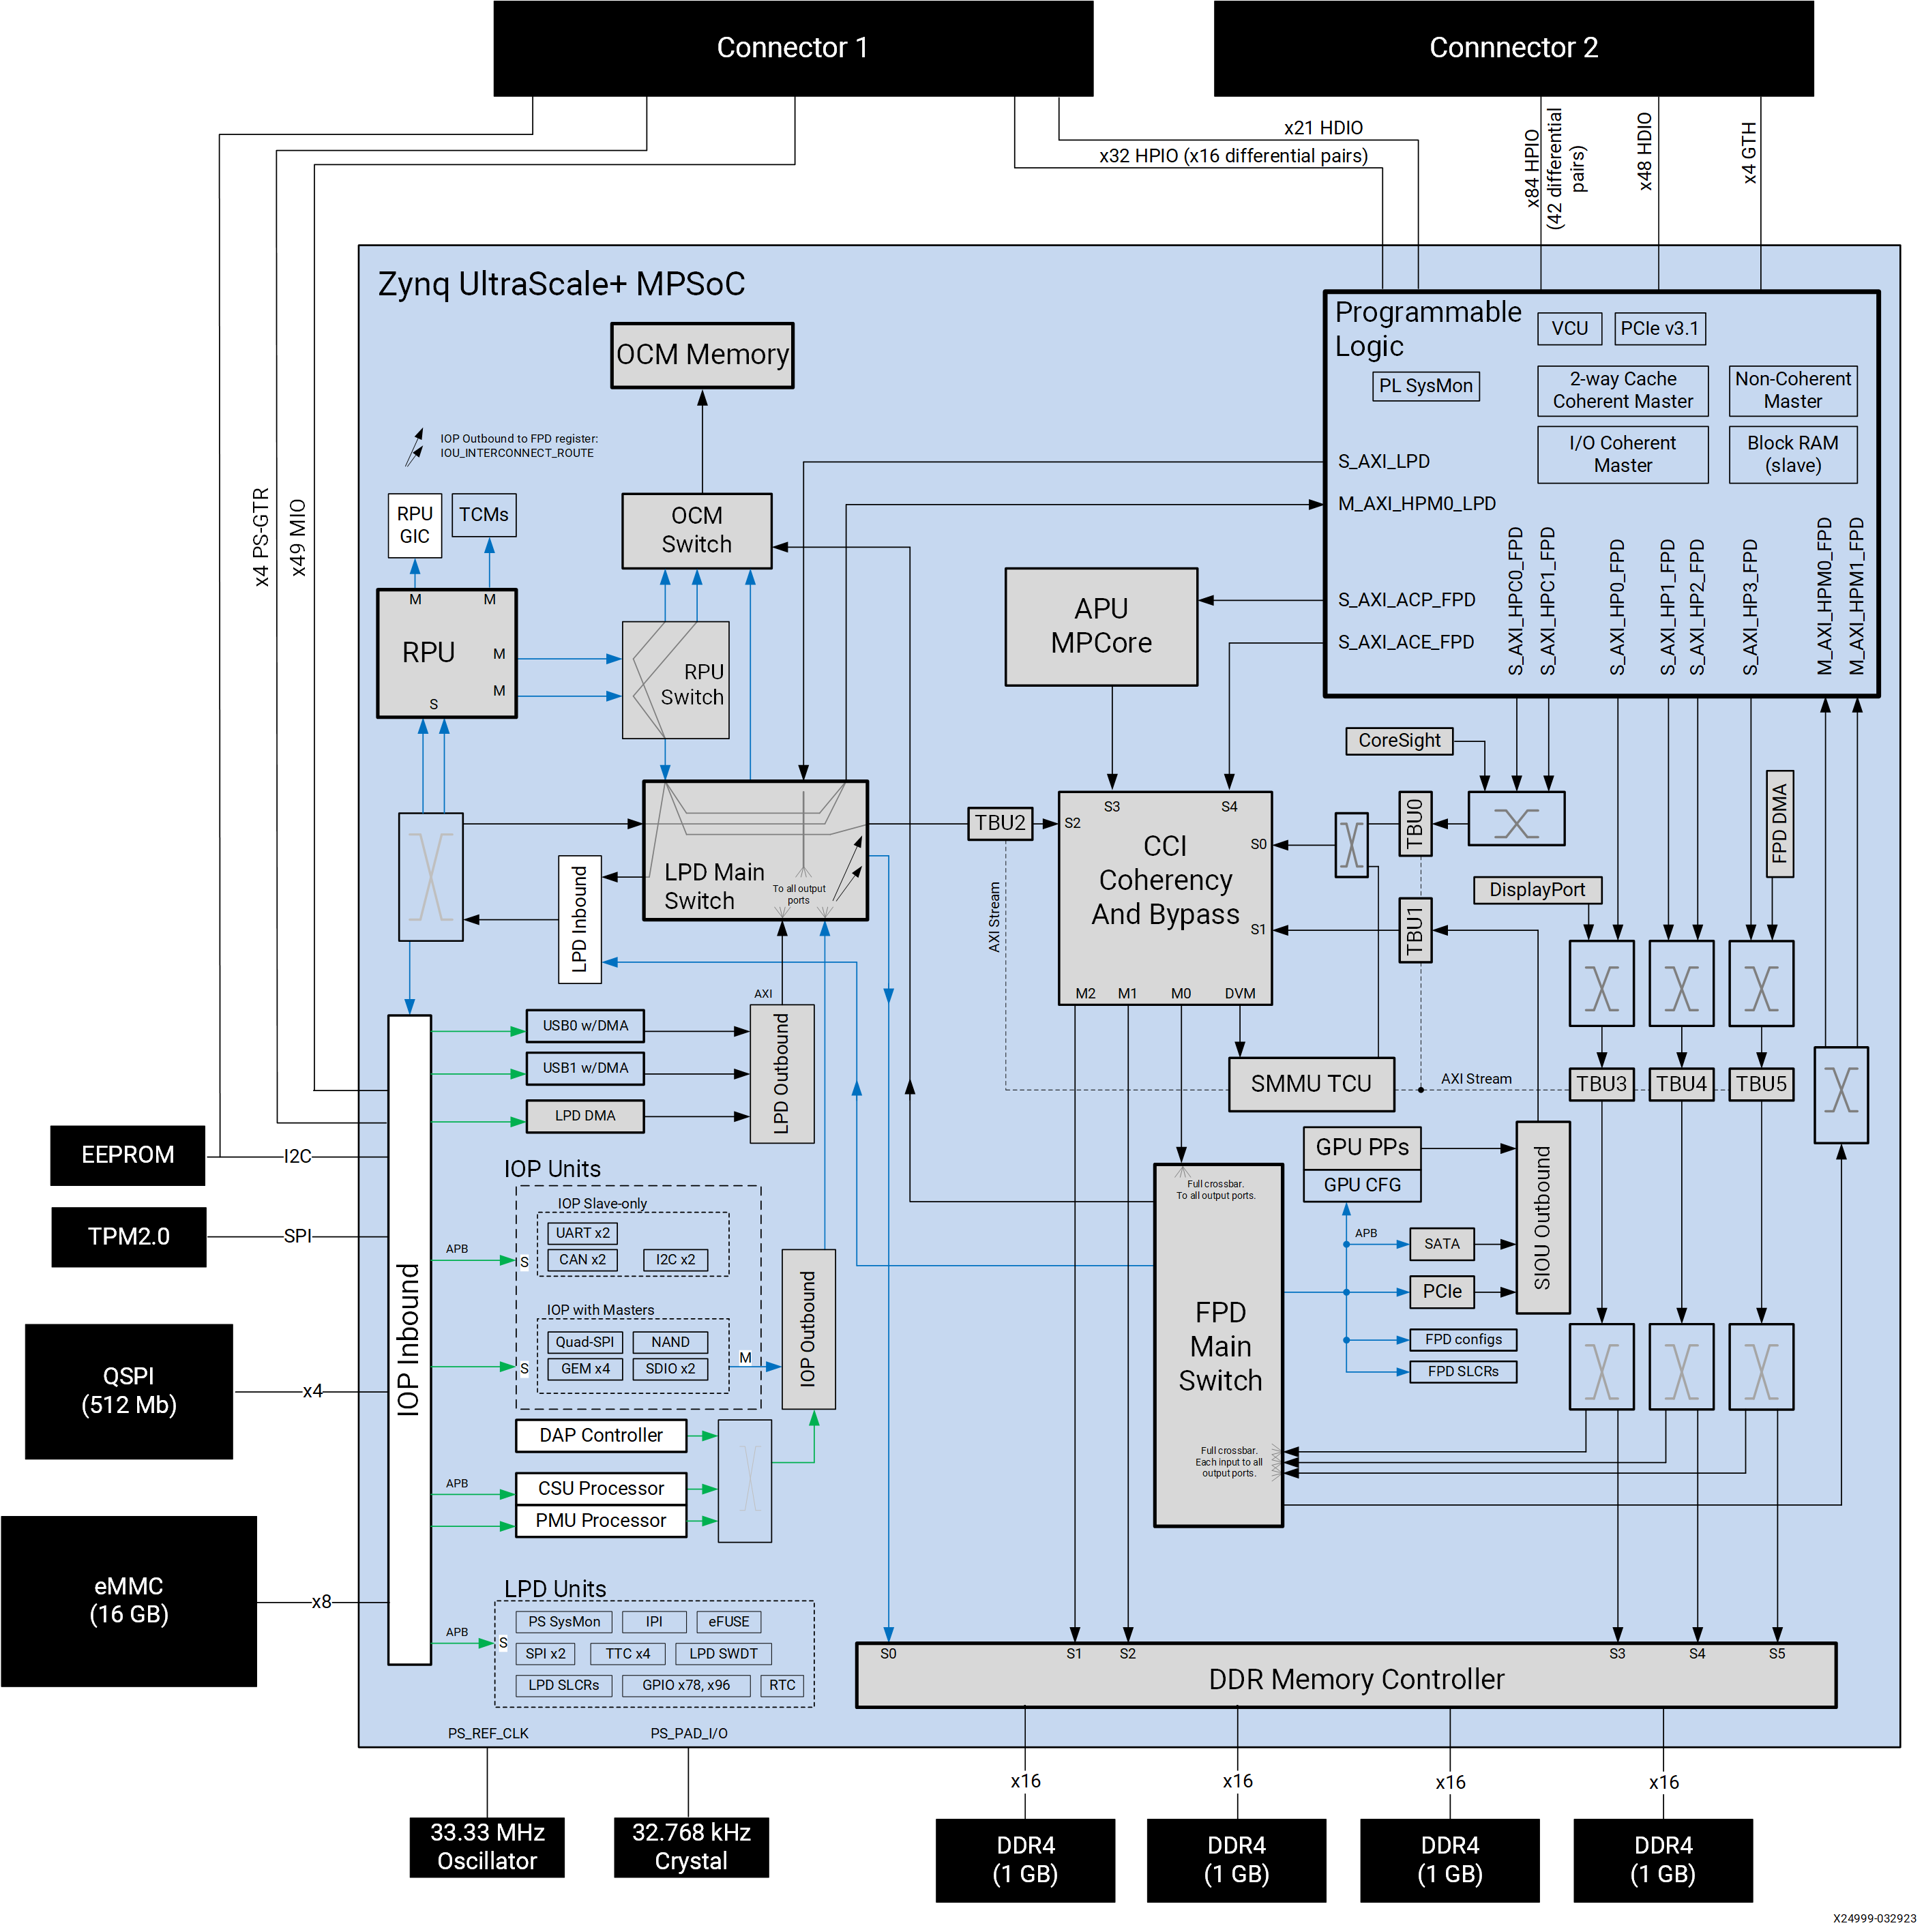 Connector 1
Connnector 2
x21 HDIO
x32 HPIO (x16 differential pairs)
x84 HPIO
(42 differential
pairs)
x48 HDIO
x4 GTH
x4 PS-GTR
x49 MIO
Zynq UltraScale+ MPSoC
Programmable
Logic
VCU
PCIe v3.1
PL SysMon
2-way Cache
Coherent Master
Non-Coherent
Master
I/O Coherent
Master
Block RAM
(slave)
S_AXI_LPD
M_AXI_HPM0_LPD
S_AXI_ACP_FPD
S_AXI_ACE_FPD
S_AXI_HPC0_FPD
S_AXI_HPC1_FPD
S_AXI_HP0_FPD
S_AXI_HP1_FPD
S_AXI_HP2_FPD
S_AXI_HP3_FPD
M_AXI_HPM0_FPD
M_AXI_HPM1_FPD
OCM Memory
IOP Outbound to FPD register:
IOU_INTERCONNECT_ROUTE
RPU
GIC
TCMs
OCM
Switch
M
M
RPU
M
M
S
RPU
Switch
APU
MPCore
CoreSight
LPD Main
Switch
To all output
ports
TBU2
S3
S4
S2
S0
S1
CCI
Coherency
And Bypass
M2
M1
M0
DVM
TBU0
TBU1
FPD DMA
DisplayPort
LPD Inbound
AXI Stream
AXI
USB0 w/DMA
USB1 w/DMA
LPD DMA
LPD Outbound
SMMU TCU
AXI Stream
TBU3
TBU4
TBU5
EEPROM
I2C
TPM2.0
SPI
QSPI
(512 Mb)
x4
eMMC
(16 GB)
x8
IOP Inbound
IOP Units
IOP Slave-only
UART x2
CAN x2
I2C x2
APB
S
IOP with Masters
Quad-SPI
NAND
GEM x4
SDIO x2
S
M
IOP Outbound
DAP Controller
APB
CSU Processor
PMU Processor
Full crossbar.
To all output ports.
FPD
Main
Switch
Full crossbar.
Each input to all
output ports.
GPU PPs
GPU CFG
APB
SATA
PCIe
FPD configs
FPD SLCRs
SIOU Outbound
LPD Units
APB
S
PS SysMon
IPI
eFUSE
SPI x2
TTC x4
LPD SWDT
LPD SLCRs
GPIO x78, x96
RTC
S0
S1
S2
S3
S4
S5
DDR Memory Controller
PS_REF_CLK
PS_PAD_I/O
x16
x16
x16
x16
33.33 MHz
Oscillator
32.768 kHz
Crystal
DDR4
(1 GB)
DDR4
(1 GB)
DDR4
(1 GB)
DDR4
(1 GB)
X24999-032923